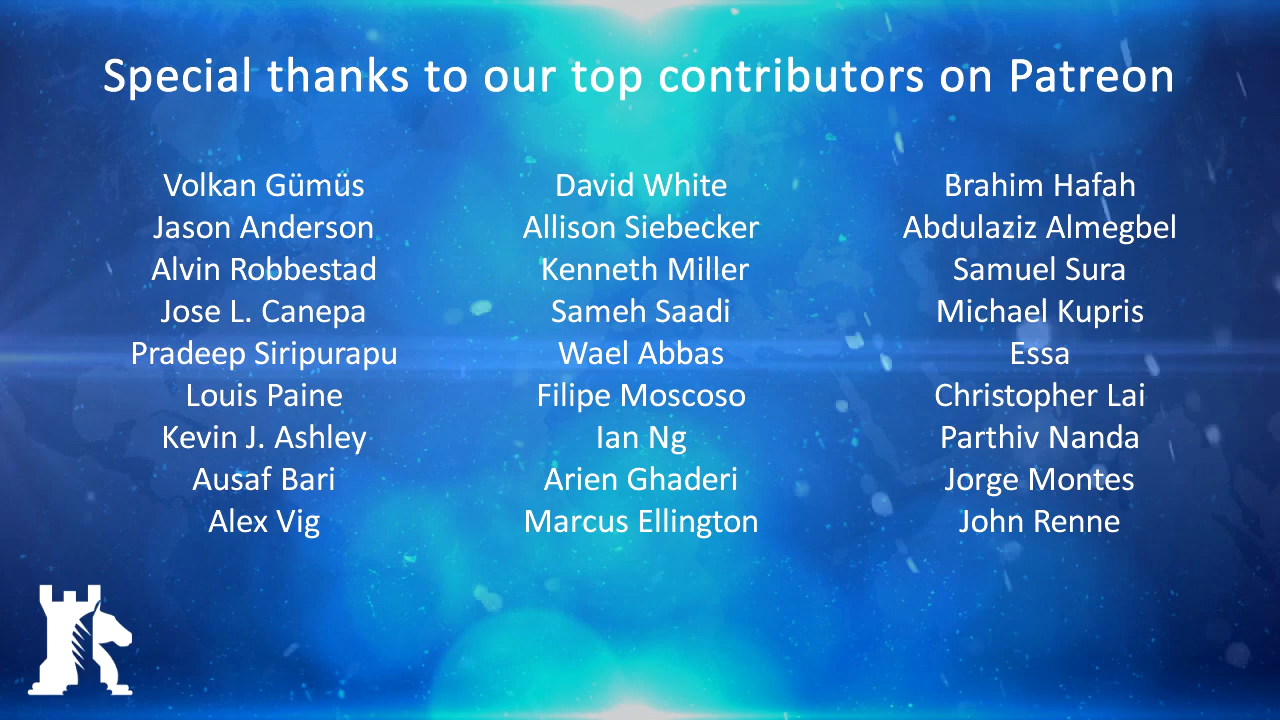 Special thanks to our top contributors on Patreon
Volkan Gümüs
Jason Anderson
Alvin Robbestad
Jose L. Canepa
Pradeep Siripurapu
Louis Paine
Kevin J. Ashley
Ausaf Bari
Alex Vig
David White
Allison Siebecker
Kenneth Miller
Sameh Saadi
Wael Abbas
Filipe Moscoso
Ian Ng
Arien Ghaderi
Marcus Ellington
Brahim Hafah
Abdulaziz Almegbel
Samuel Sura
Michael Kupris
Essa
Christopher Lai
Parthiv Nanda
Jorge Montes
John Renne